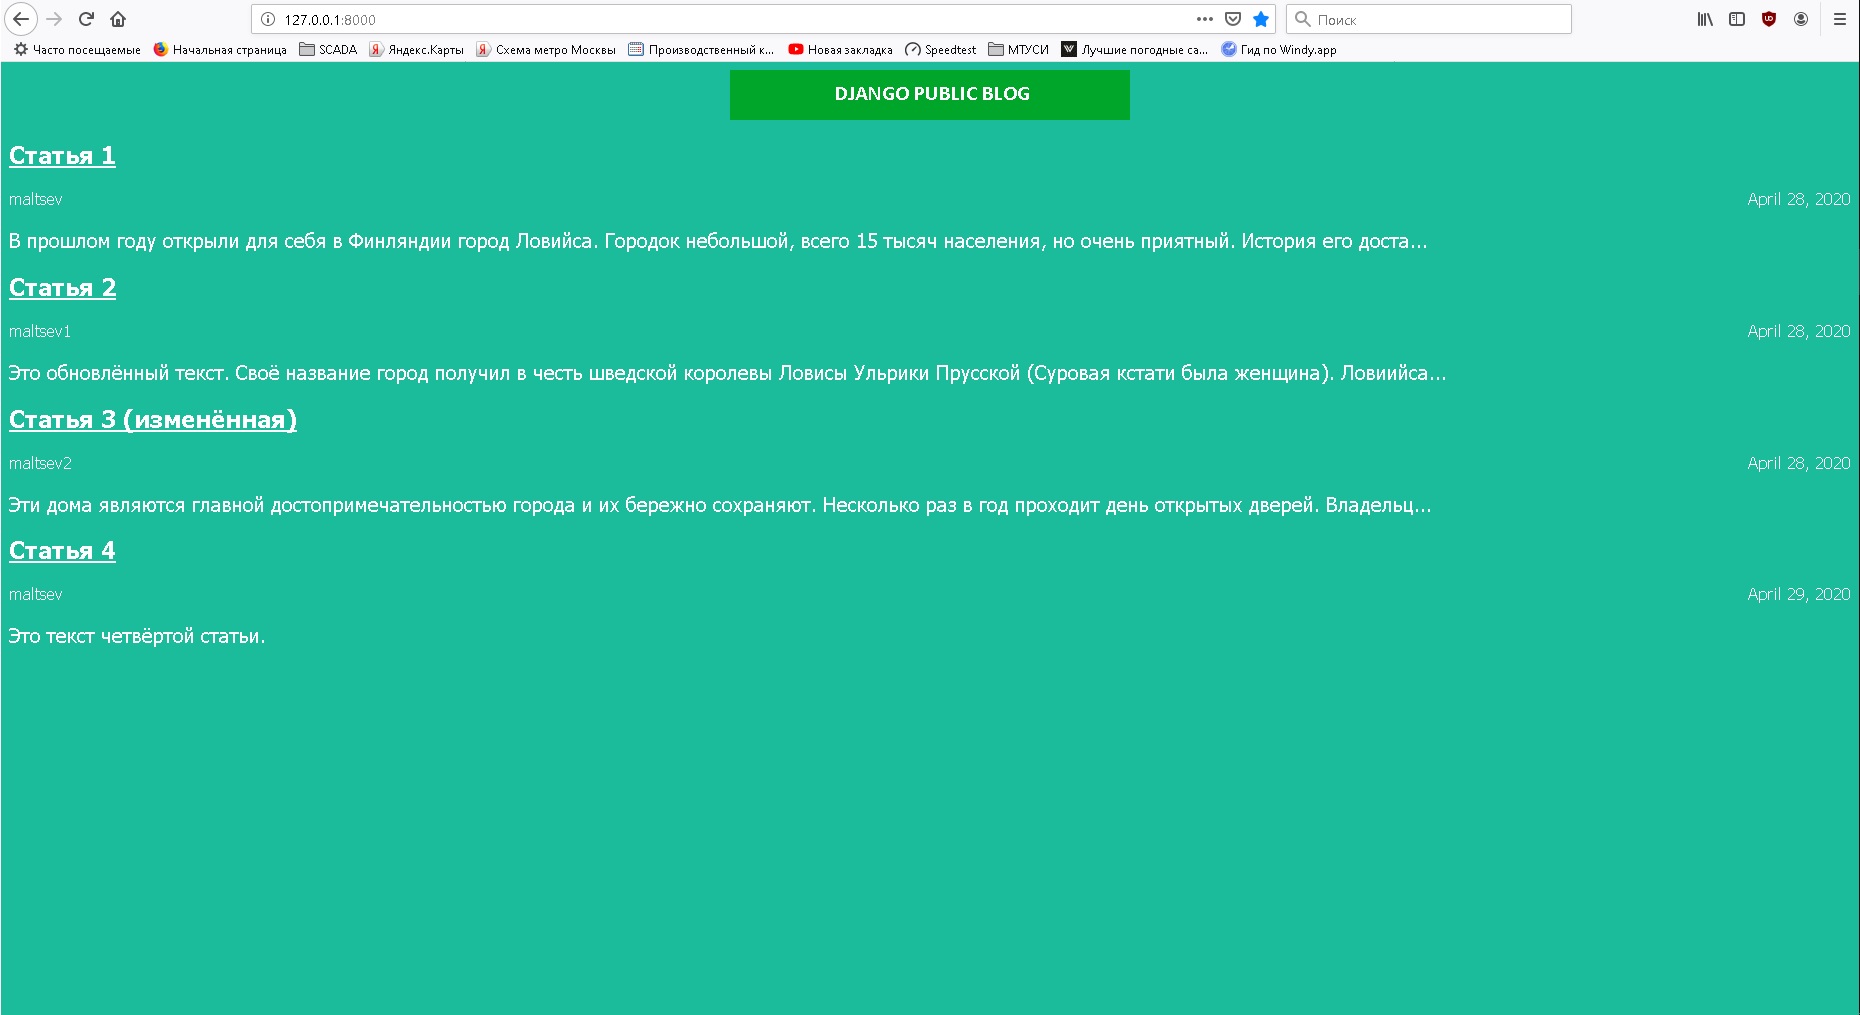 127.0.0.1:8000
Поиск
Часто посещаемые Начальная страница SCADA Яндекс.Карты Схема метро Москвы Производственный к... Новая закладка Speedtest МТУСИ Лучшие погодные са... Гид по Windy.app
DJANGO PUBLIC BLOG
Статья 1
maltsev April 28, 2020
В прошлом году открыли для себя в Финляндии город Ловийса. Городок небольшой, всего 15 тысяч населения, но очень приятный. История его доста...
Статья 2
maltsev1 April 28, 2020
Это обновлённый текст. Своё название город получил в честь шведской королевы Ловисы Ульрики Прусской (Суровая кстати была женщина). Ловиийса...
Статья 3 (изменённая)
maltsev2 April 28, 2020
Эти дома являются главной достопримечательностью города и их бережно сохраняют. Несколько раз в год проходит день открытых дверей. Владельц...
Статья 4
maltsev April 29, 2020
Это текст четвёртой статьи.